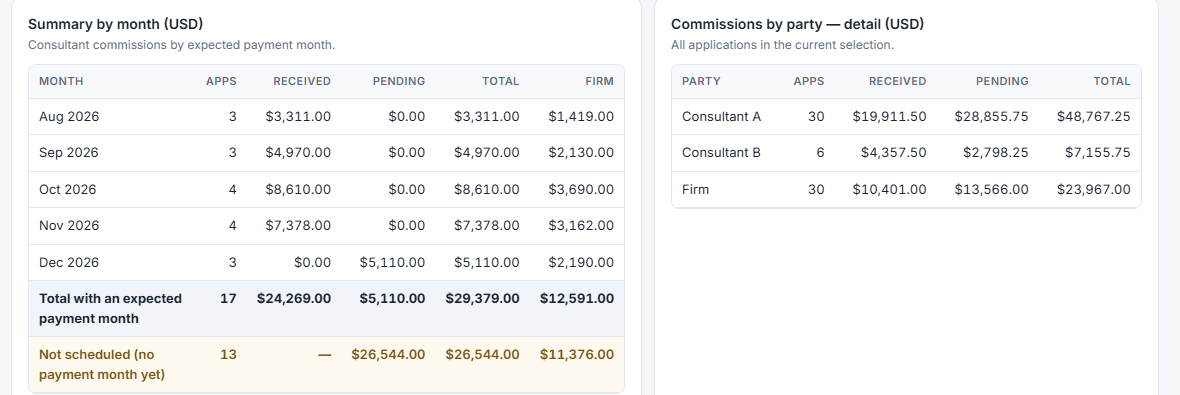 Summary by month (USD)
Consultant commissions by expected payment month.
MONTH APPS RECEIVED PENDING TOTAL FIRM
Aug 2026 3 $3,311.00 $0.00 $3,311.00 $1,419.00
Sep 2026 3 $4,970.00 $0.00 $4,970.00 $2,130.00
Oct 2026 4 $8,610.00 $0.00 $8,610.00 $3,690.00
Nov 2026 4 $7,378.00 $0.00 $7,378.00 $3,162.00
Dec 2026 3 $0.00 $5,110.00 $5,110.00 $2,190.00
Total with an expected 17 $24,269.00 $5,110.00 $29,379.00 $12,591.00
payment month
Not scheduled (no 13 — $26,544.00 $26,544.00 $11,376.00
payment month yet)
Commissions by party — detail (USD)
All applications in the current selection.
PARTY APPS RECEIVED PENDING TOTAL
Consultant A 30 $19,911.50 $28,855.75 $48,767.25
Consultant B 6 $4,357.50 $2,798.25 $7,155.75
Firm 30 $10,401.00 $13,566.00 $23,967.00